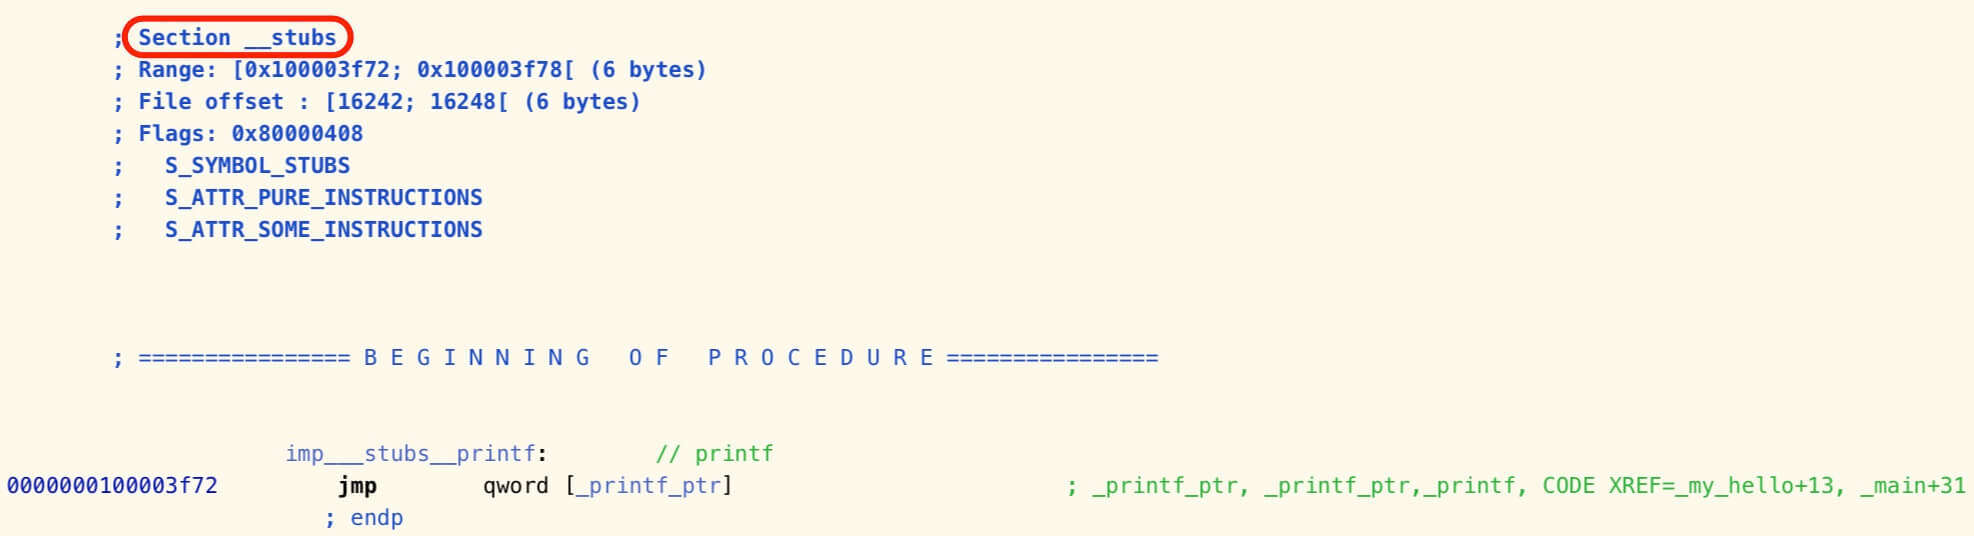 ; Section __stubs
; Range: [0x100003f72; 0x100003f78[ (6 bytes)
; File offset : [16242; 16248[ (6 bytes)
; Flags: 0x80000408
;   S_SYMBOL_STUBS
;   S_ATTR_PURE_INSTRUCTIONS
;   S_ATTR_SOME_INSTRUCTIONS
; ================ B E G I N N I N G   O F   P R O C E D U R E ================
imp___stubs__printf:        // printf
0000000100003f72         jmp        qword [_printf_ptr]                         ; _printf_ptr, _printf_ptr,_printf, CODE XREF=_my_hello+13, _main+31
; endp